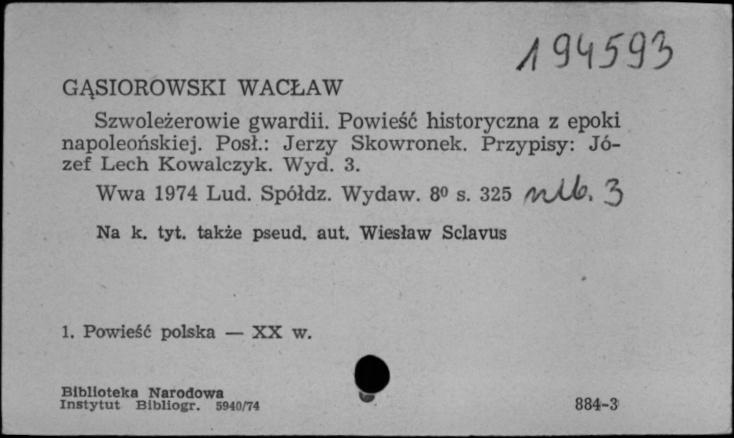 194593
GĄSIOROWSKI WACŁAW
Szwoleżerowie gwardii. Powieść historyczna z epoki
napoleońskiej. Posł.: Jerzy Skowronek. Przypisy: Jó-
zef Lech Kowalczyk. Wyd. 3.
Wwa 1974 Lud. Spółdz. Wydaw. 8⁰ s. 325 nlb. 3
Na k. tyt. także pseud. aut. Wiesław Sclavus
1. Powieść polska — XX w.
Biblioteka Narodowa
Instytut Bibliogr. 5940/74
884-3